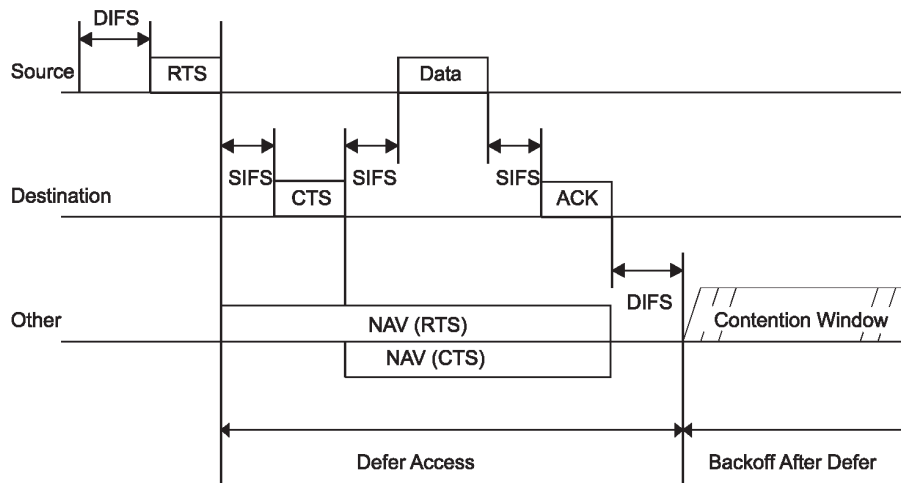 DIFS
Source
RTS
Data
SIFS
SIFS
SIFS
Destination
CTS
ACK
DIFS
Other
NAV (RTS)
Contention Window
NAV (CTS)
Defer Access
Backoff After Defer